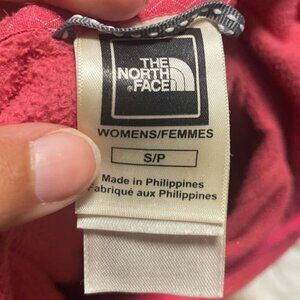 THE
NORTH
FACE
WOMENS/FEMMES
S/P
Made in Philippines
Fabriqué aux Philippines